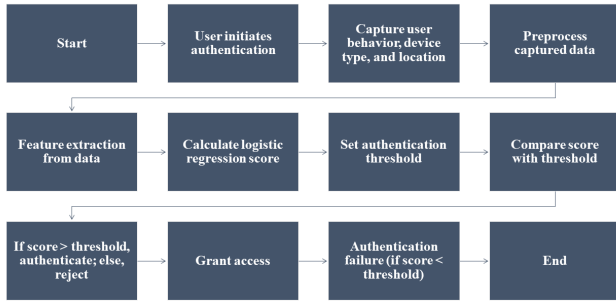 Start
User initiates
authentication
Capture user
behavior, device
type, and location
Preprocess
captured data
Feature extraction
from data
Calculate logistic
regression score
Set authentication
threshold
Compare score
with threshold
If score > threshold,
authenticate; else,
reject
Grant access
Authentication
failure (if score <
threshold)
End